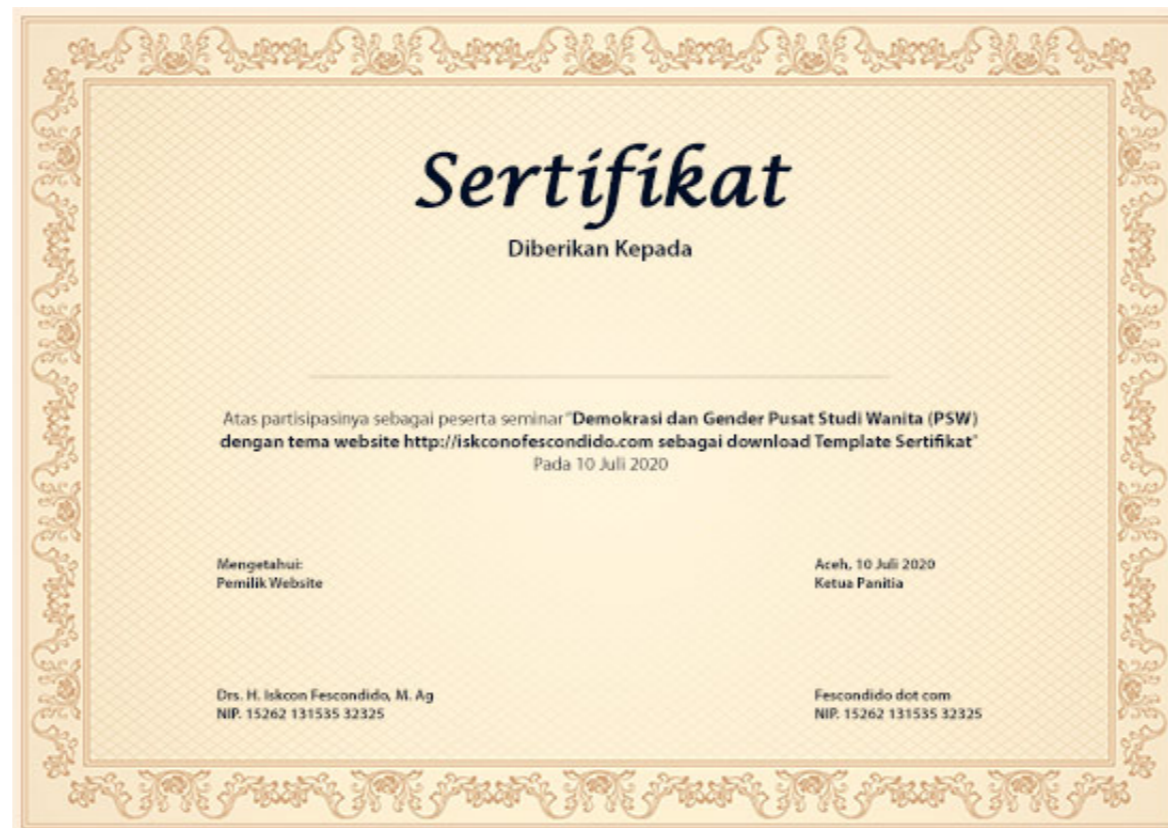 Sertifikat
Diberikan Kepada
Atas partisipasinya sebagai peserta seminar "Demokrasi dan Gender Pusat Studi Wanita (PSW)
dengan tema website http://iskconofescondido.com sebagai download Template Sertifikat"
Pada 10 Juli 2020
Mengetahui:
Pemilik Website
Aceh, 10 Juli 2020
Ketua Panitia
Drs. H. Iskcon Fescondido, M. Ag
NIP. 15262 131535 32325
Fescondido dot com
NIP. 15262 131535 32325